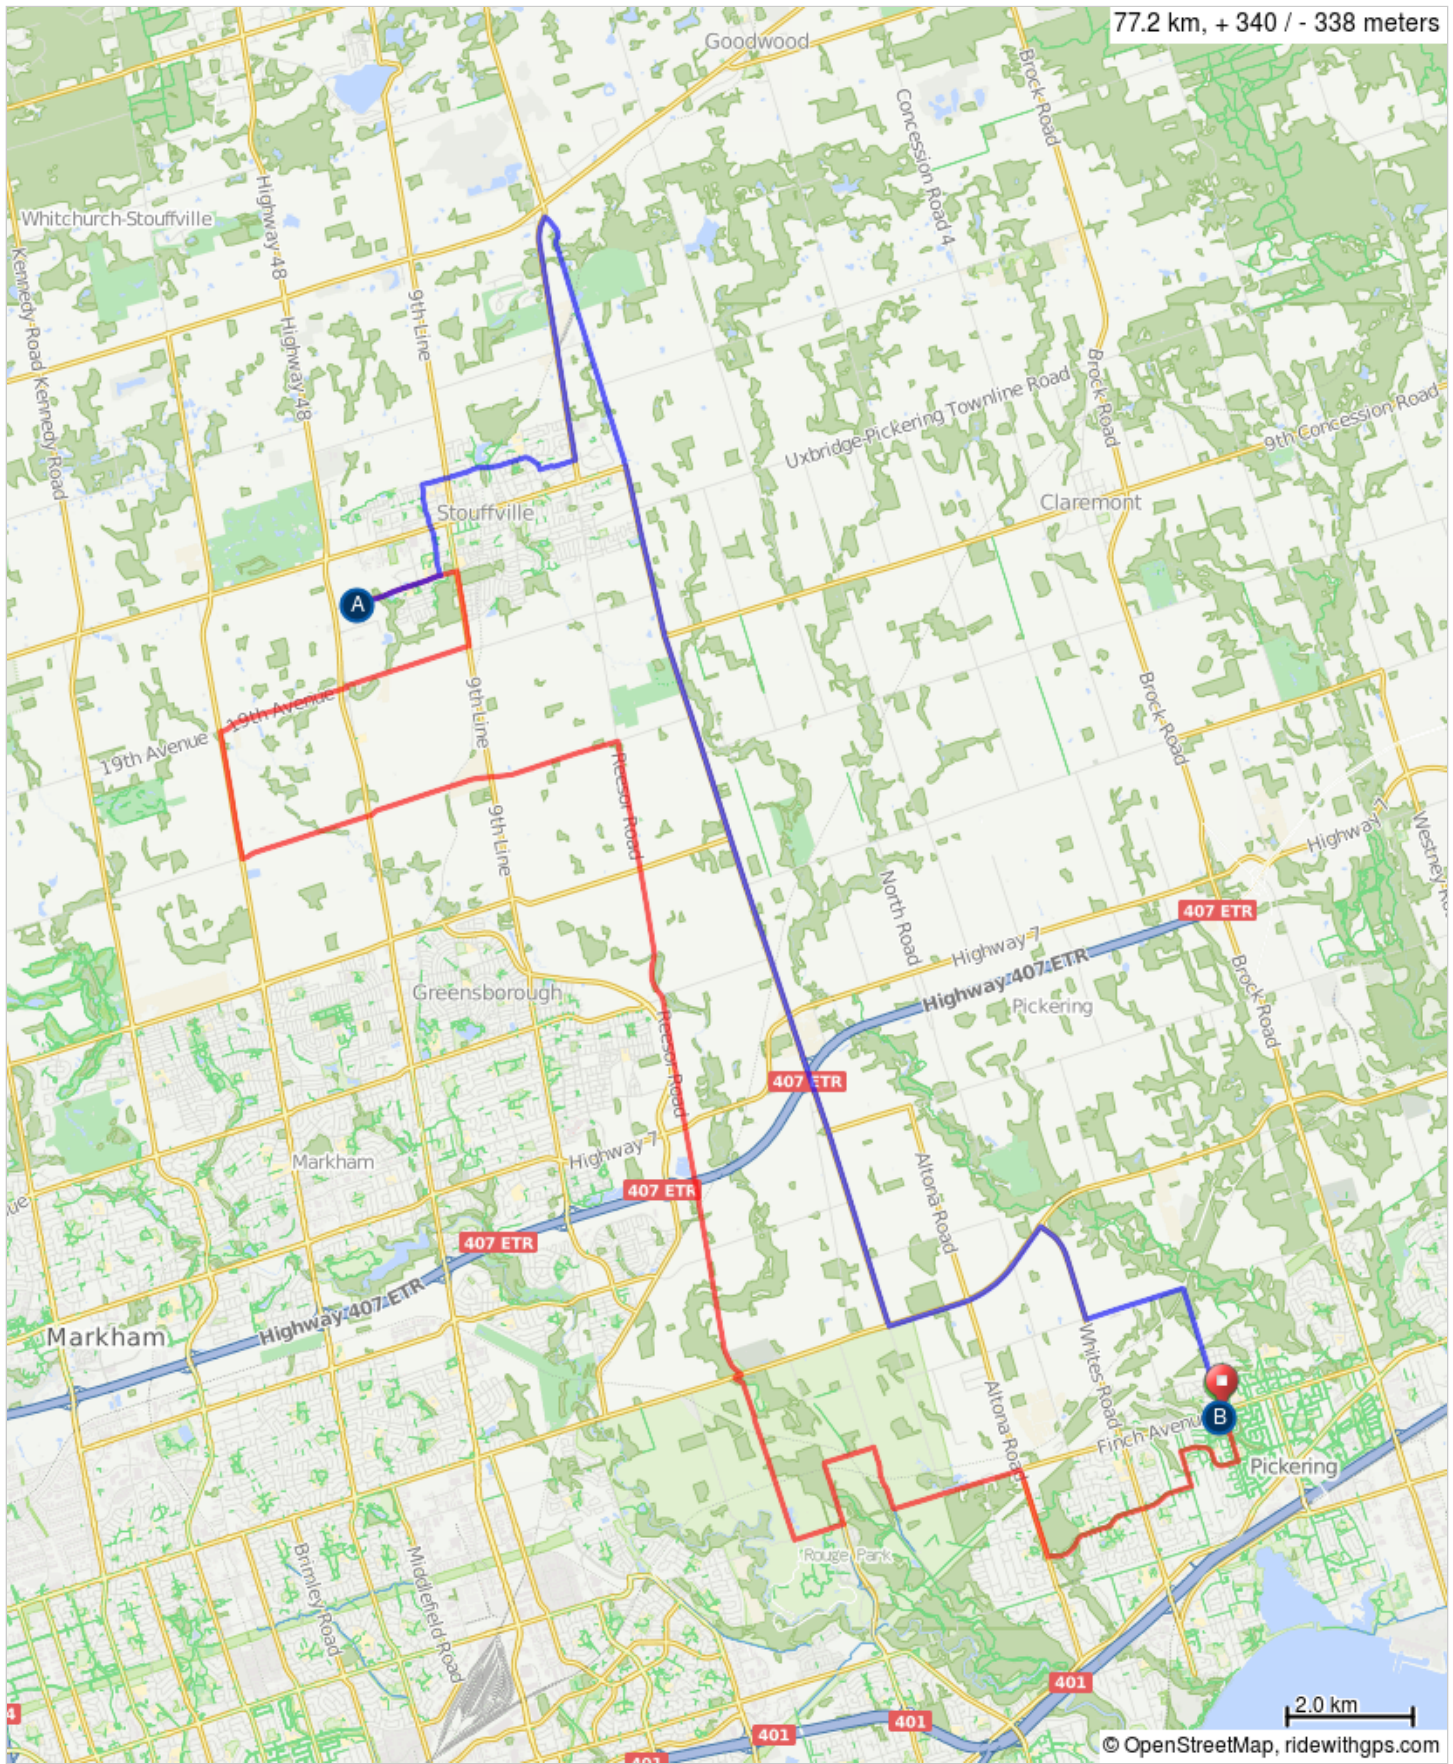 77.2 km, + 340 / - 338 meters
Goodwood
Brock Road
Concession Road 4
Highway 48
Whitchurch-Stouffville
Kennedy Road Kennedy Road
9th Line
Highway 48
Brock Road
Uxbridge-Pickering Townline Road
9th Concession Road
Claremont
Stouffville
A
19th Avenue
19th Avenue
9th Line
Brock Road
Reesor Road
9th Line
Highway 7
North Road
407 ETR
Highway 7
Highway 407 ETR
Brock Road
Greensborough
Pickering
Reesor Road
407 ETR
Markham
Highway 7
Altona Road
407 ETR
407 ETR
Highway 407 ETR
Markham
Whites Road
Altona Road
B
Finch Avenu
Pickering
Rouge Park
Brimley Road
Middlefield Road
401
2.0 km
4
401
401
401
© OpenStreetMap, ridewithgps.com